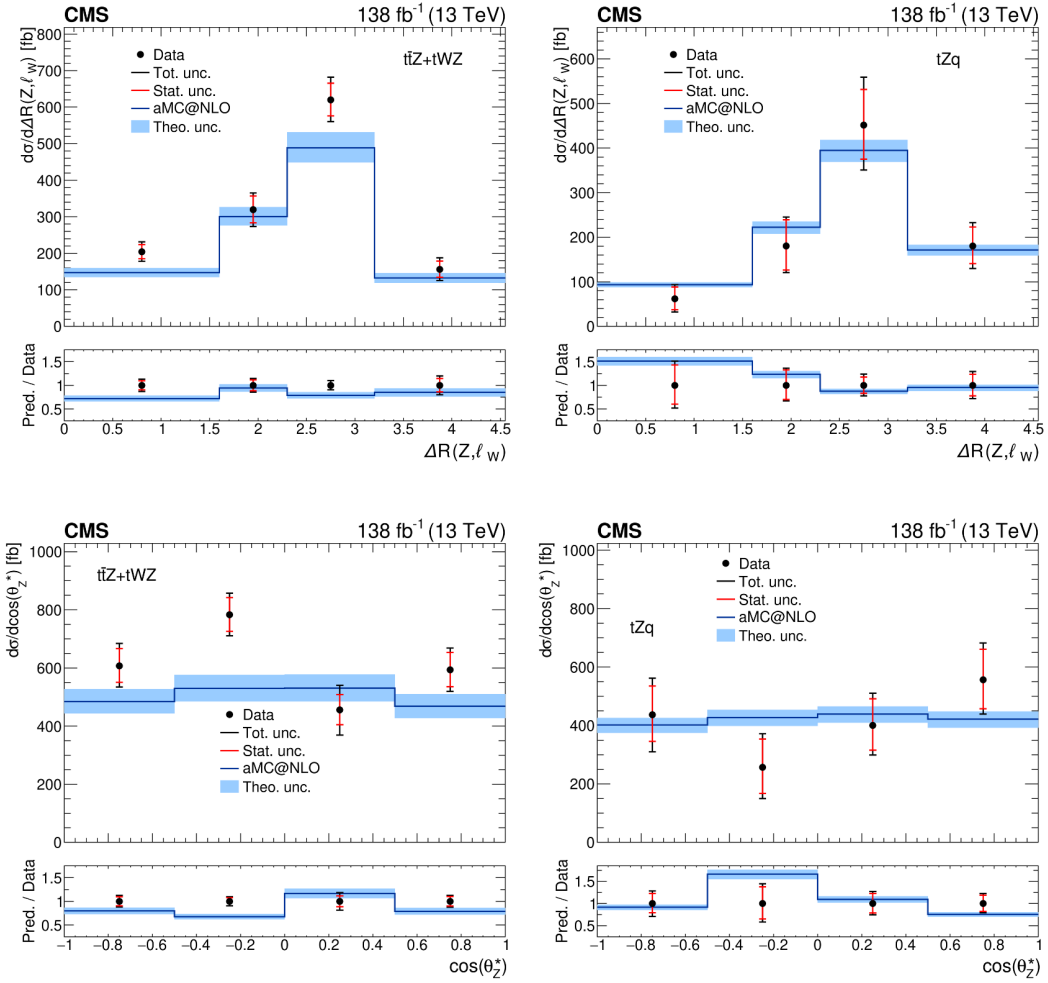 CMS 138 fb⁻¹ (13 TeV)
dσ/dΔR(Z,ℓ_W) [fb]
800
700
600
500
400
300
200
100
0
Data
Tot. unc.
Stat. unc.
aMC@NLO
Theo. unc.
tt̄Z+tWZ
Pred. / Data
1.5
1
0.5
0 0.5 1 1.5 2 2.5 3 3.5 4 4.5
ΔR(Z,ℓ_W)
CMS 138 fb⁻¹ (13 TeV)
dσ/dΔR(Z,ℓ_W) [fb]
600
500
400
300
200
100
0
Data
Tot. unc.
Stat. unc.
aMC@NLO
Theo. unc.
tZq
Pred. / Data
1.5
1
0.5
0 0.5 1 1.5 2 2.5 3 3.5 4 4.5
ΔR(Z,ℓ_W)
CMS 138 fb⁻¹ (13 TeV)
dσ/dcos(θ_Z*) [fb]
1000
800
600
400
200
0
tt̄Z+tWZ
Data
Tot. unc.
Stat. unc.
aMC@NLO
Theo. unc.
Pred. / Data
1.5
1
0.5
−1 −0.8 −0.6 −0.4 −0.2 0 0.2 0.4 0.6 0.8 1
cos(θ_Z*)
CMS 138 fb⁻¹ (13 TeV)
dσ/dcos(θ_Z*) [fb]
1000
800
600
400
200
0
Data
Tot. unc.
Stat. unc.
aMC@NLO
Theo. unc.
tZq
Pred. / Data
1.5
1
0.5
−1 −0.8 −0.6 −0.4 −0.2 0 0.2 0.4 0.6 0.8 1
cos(θ_Z*)